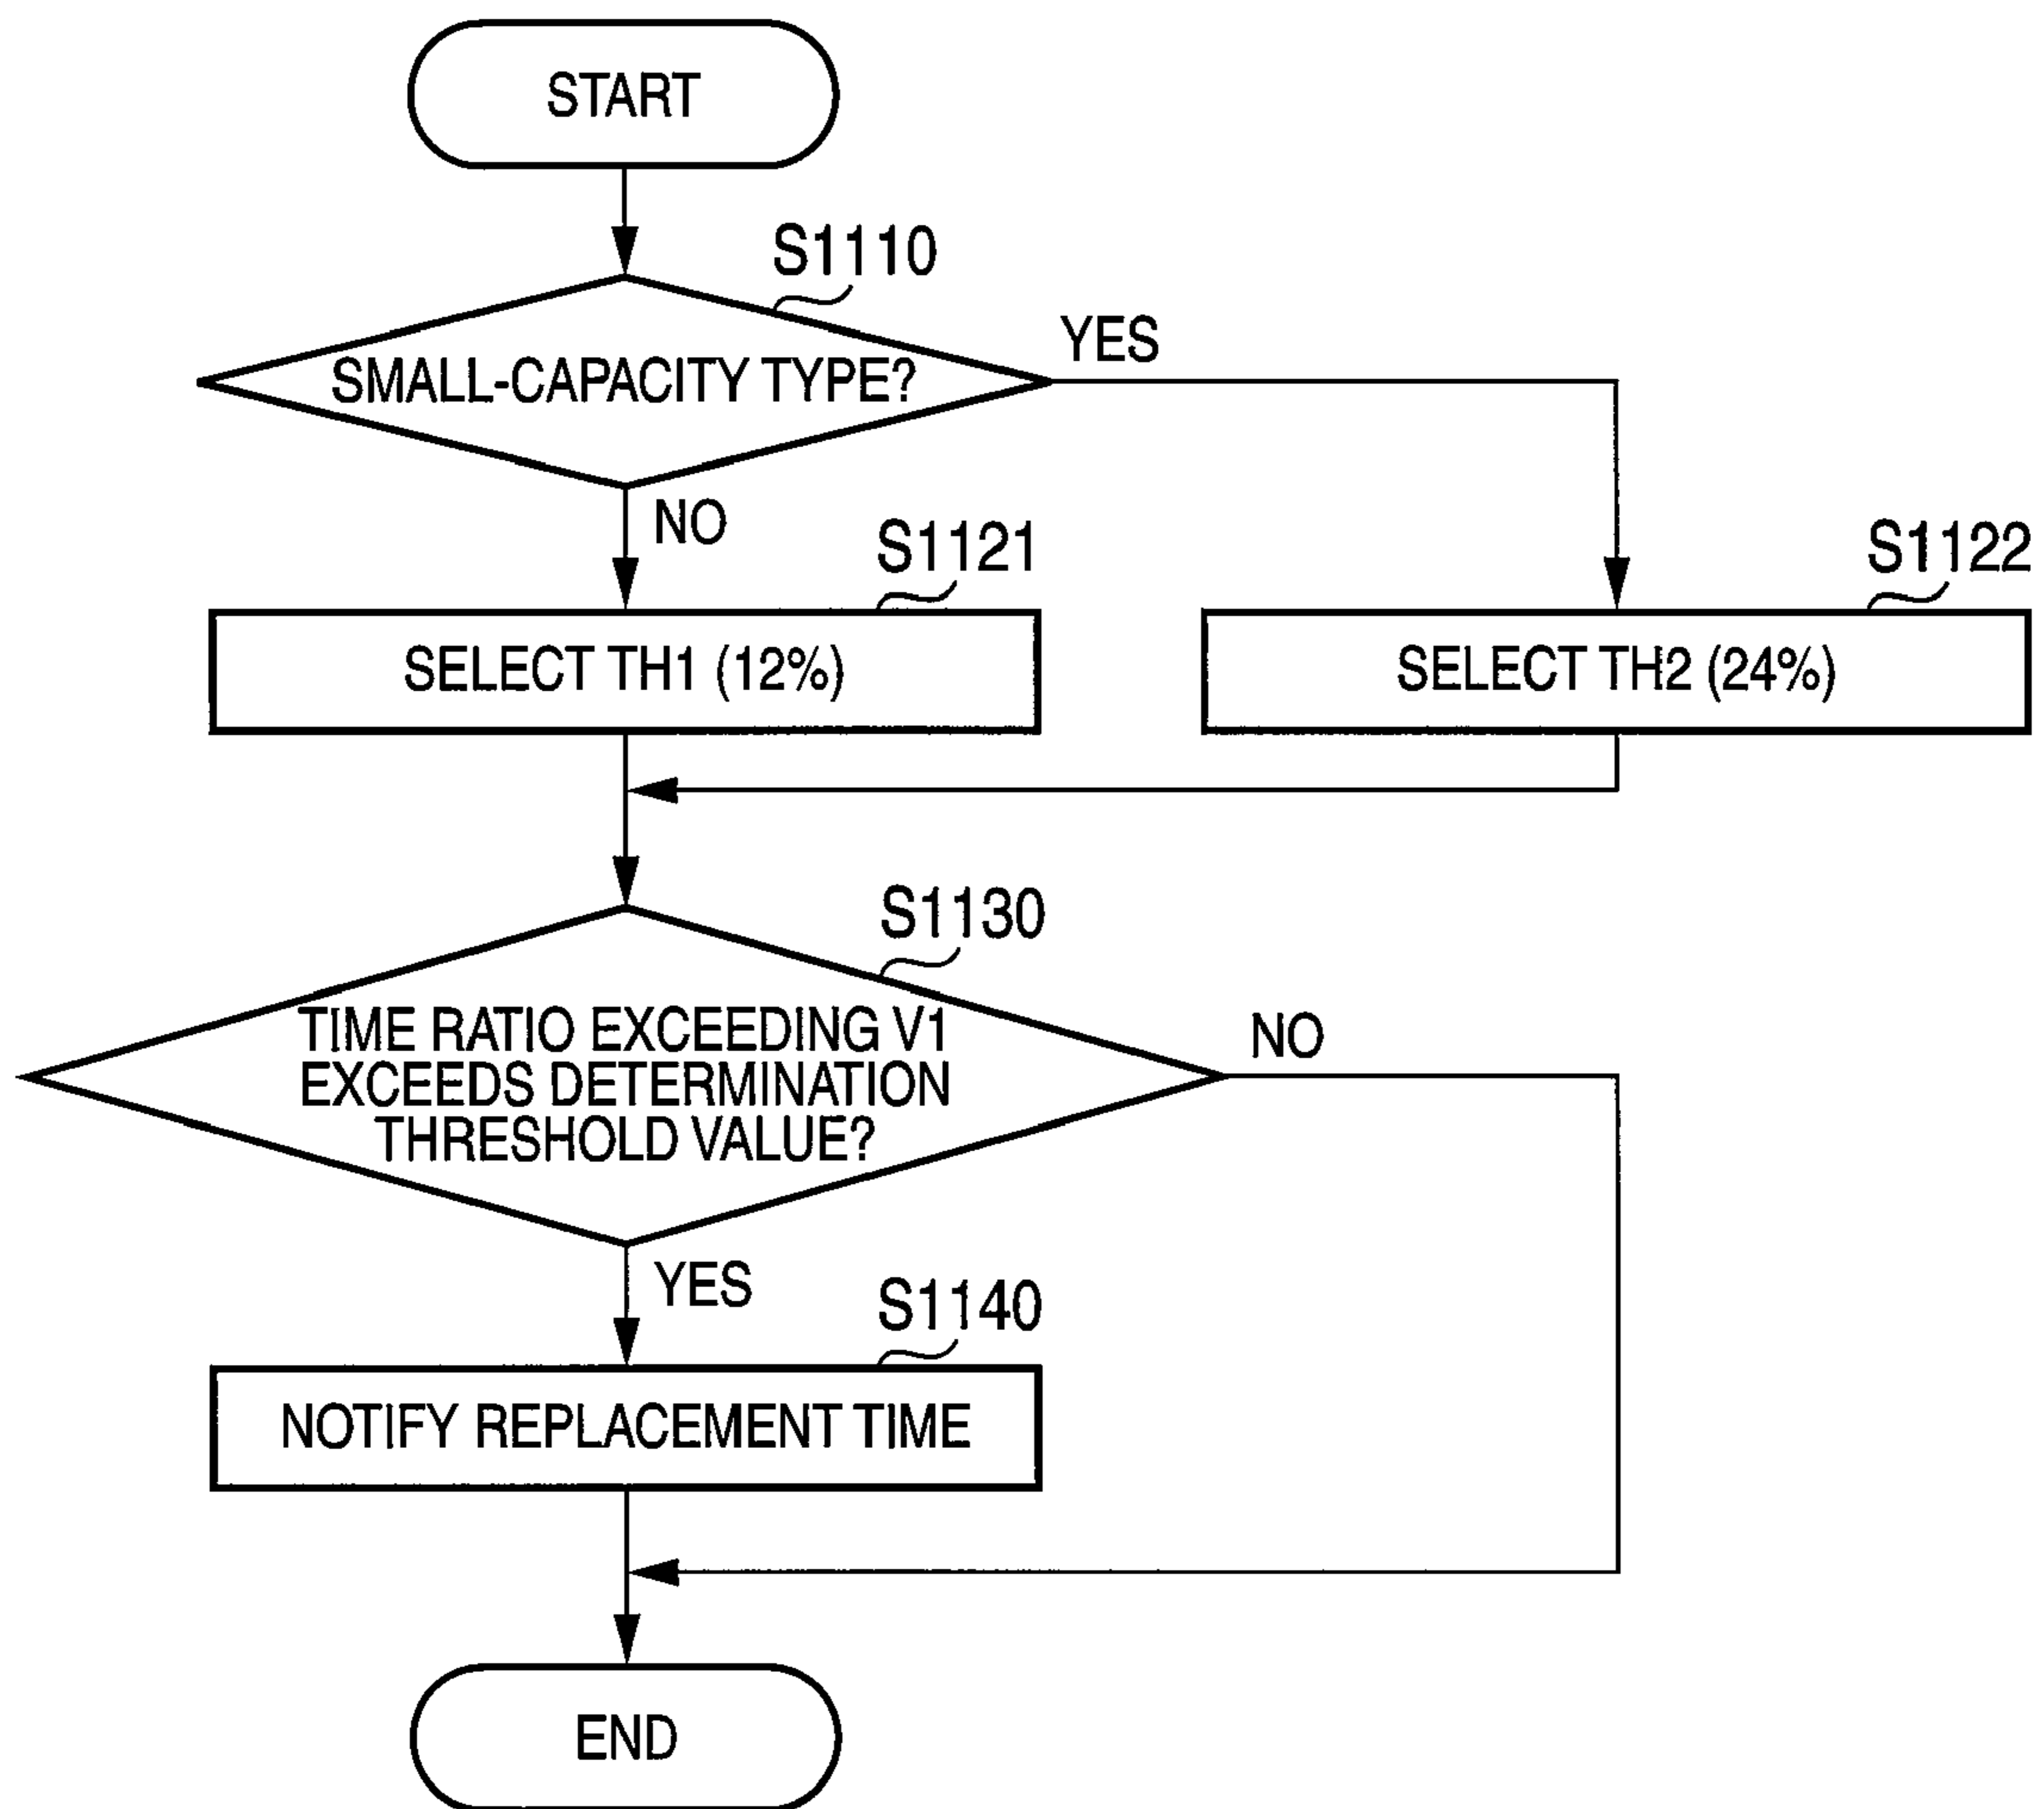 START
S1110
SMALL-CAPACITY TYPE?
YES
NO
S1121
S1122
SELECT TH1 (12%)
SELECT TH2 (24%)
S1130
TIME RATIO EXCEEDING V1
EXCEEDS DETERMINATION
THRESHOLD VALUE?
NO
YES
S1140
NOTIFY REPLACEMENT TIME
END